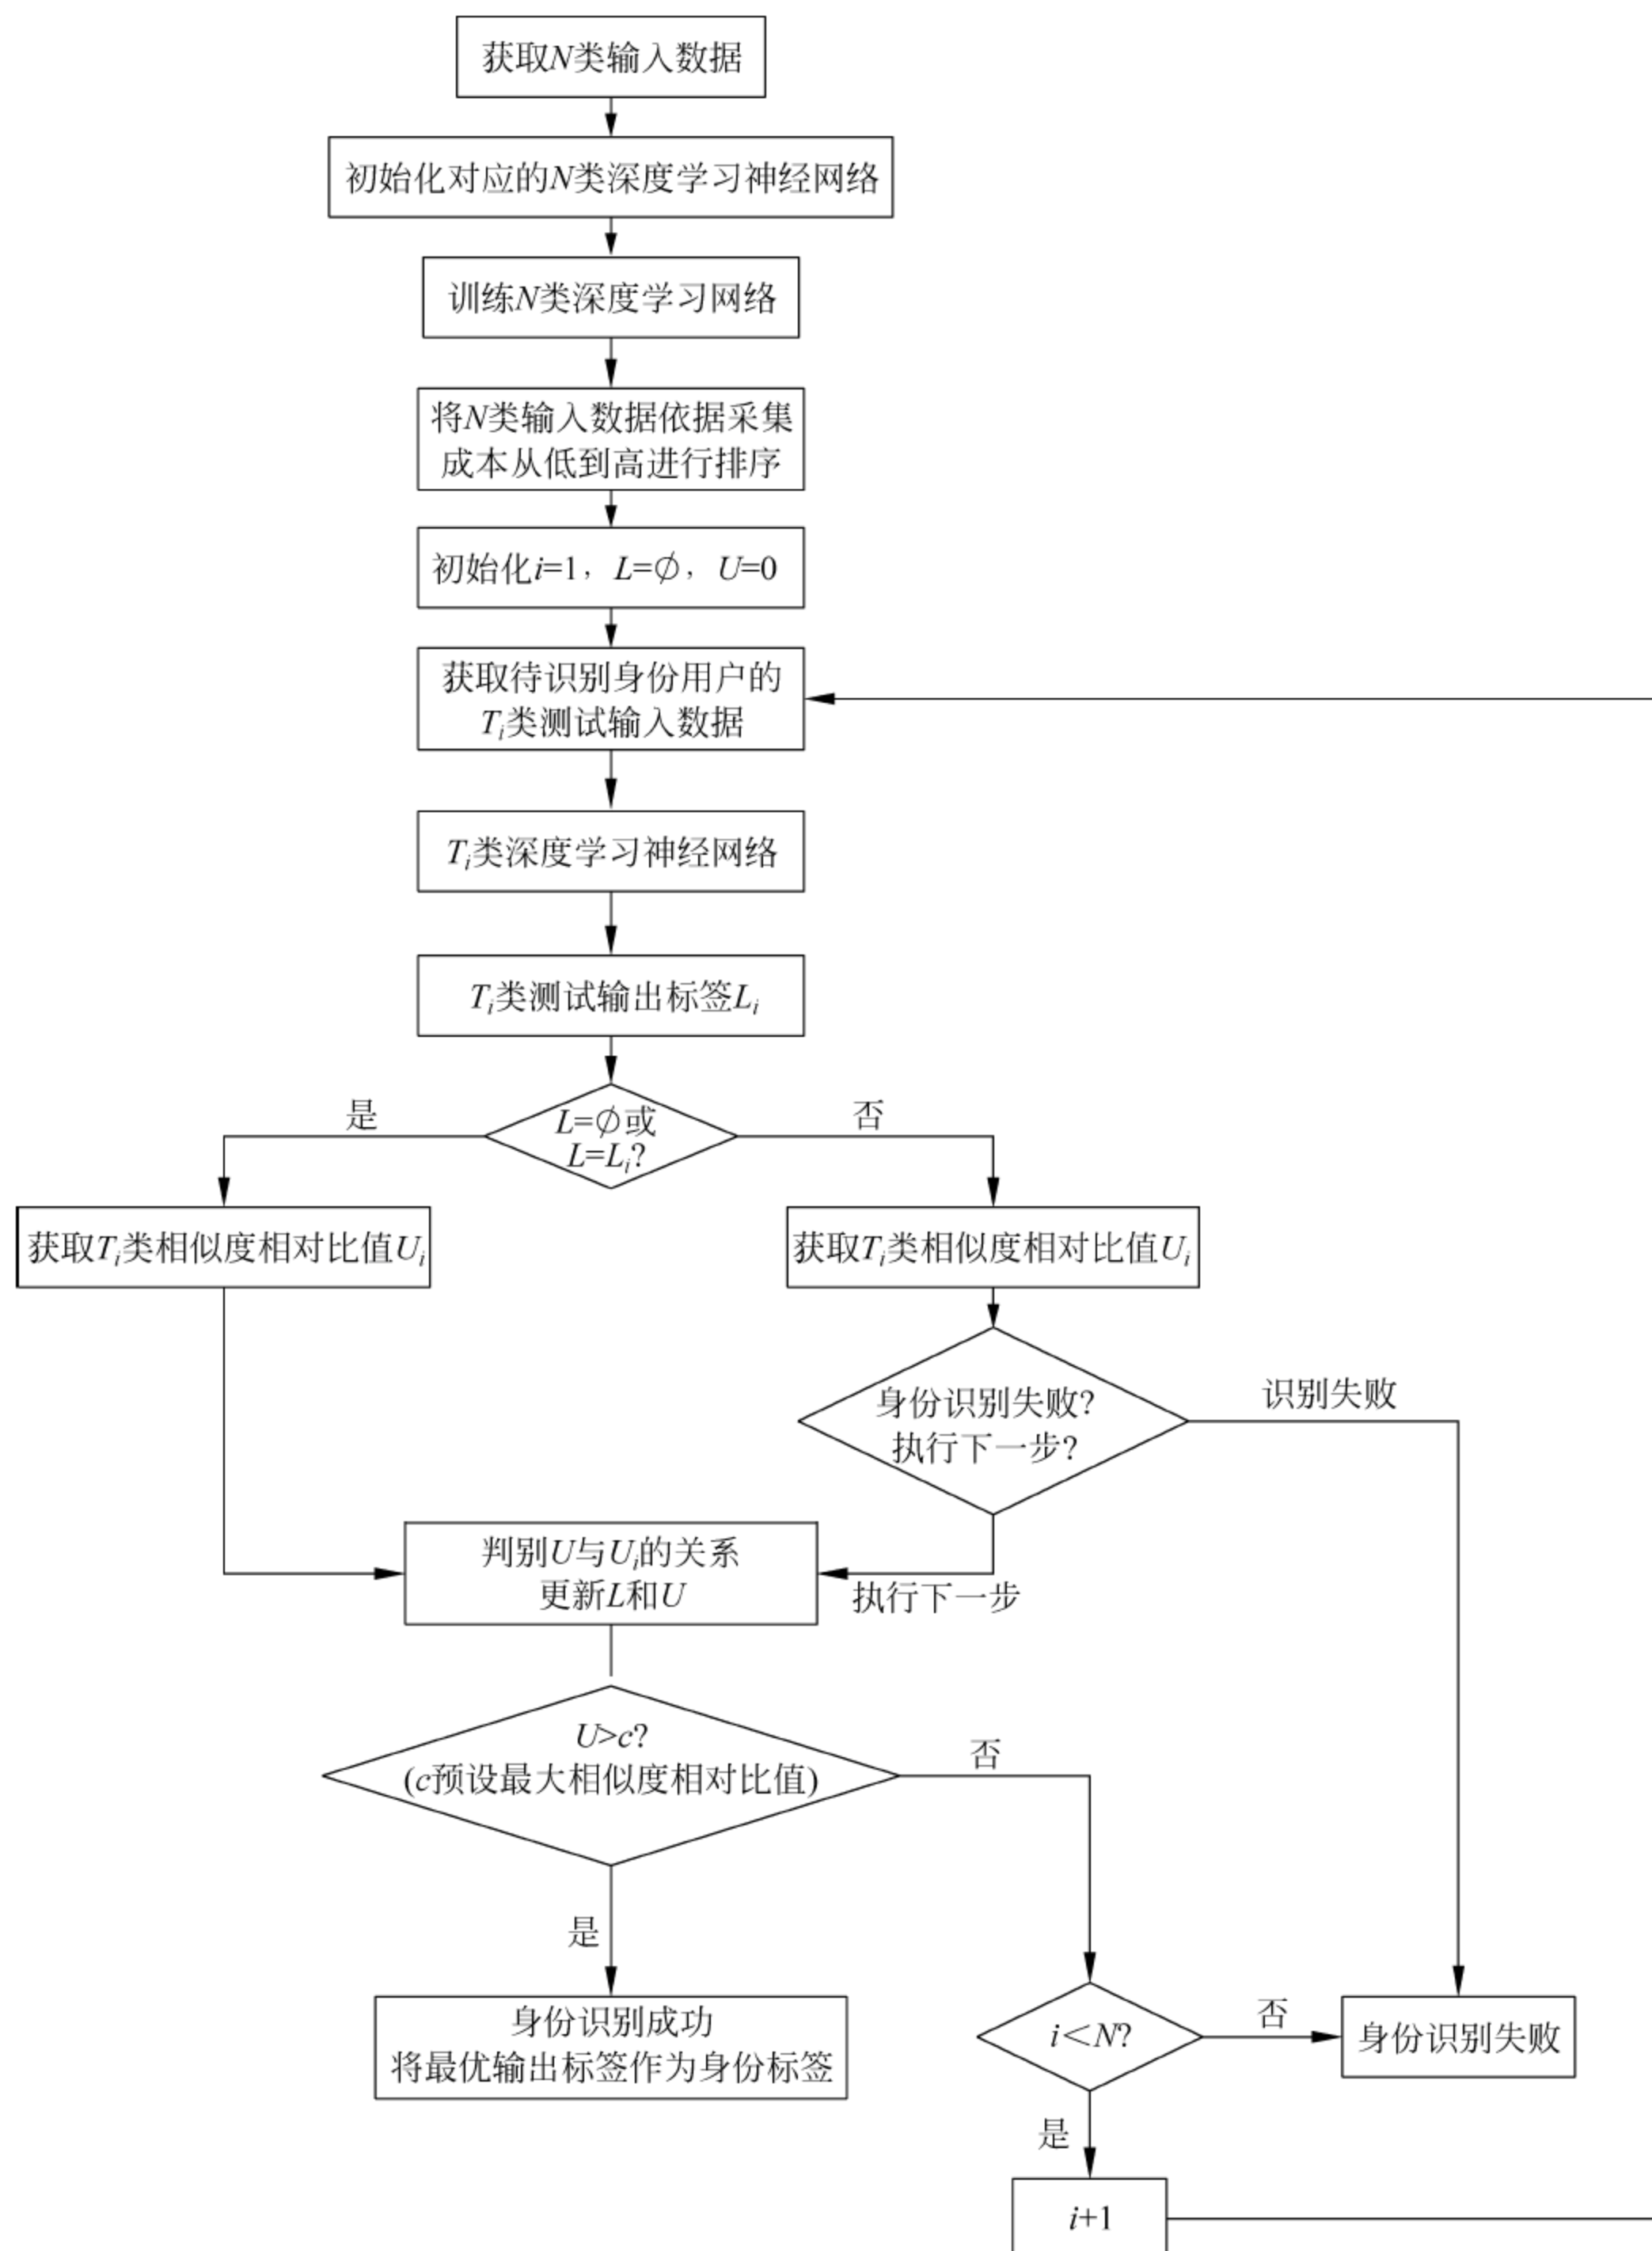 获取N类输入数据
初始化对应的N类深度学习神经网络
训练N类深度学习网络
将N类输入数据依据采集
成本从低到高进行排序
初始化i=1，L=∅，U=0
获取待识别身份用户的
Tᵢ类测试输入数据
Tᵢ类深度学习神经网络
Tᵢ类测试输出标签Lᵢ
L=∅或
L=Lᵢ?
是
否
获取Tᵢ类相似度相对比值Uᵢ
获取Tᵢ类相似度相对比值Uᵢ
身份识别失败?
执行下一步?
识别失败
判别U与Uᵢ的关系
更新L和U
执行下一步
U>c?
(c预设最大相似度相对比值)
否
是
身份识别成功
将最优输出标签作为身份标签
i＜N?
否
身份识别失败
是
i+1